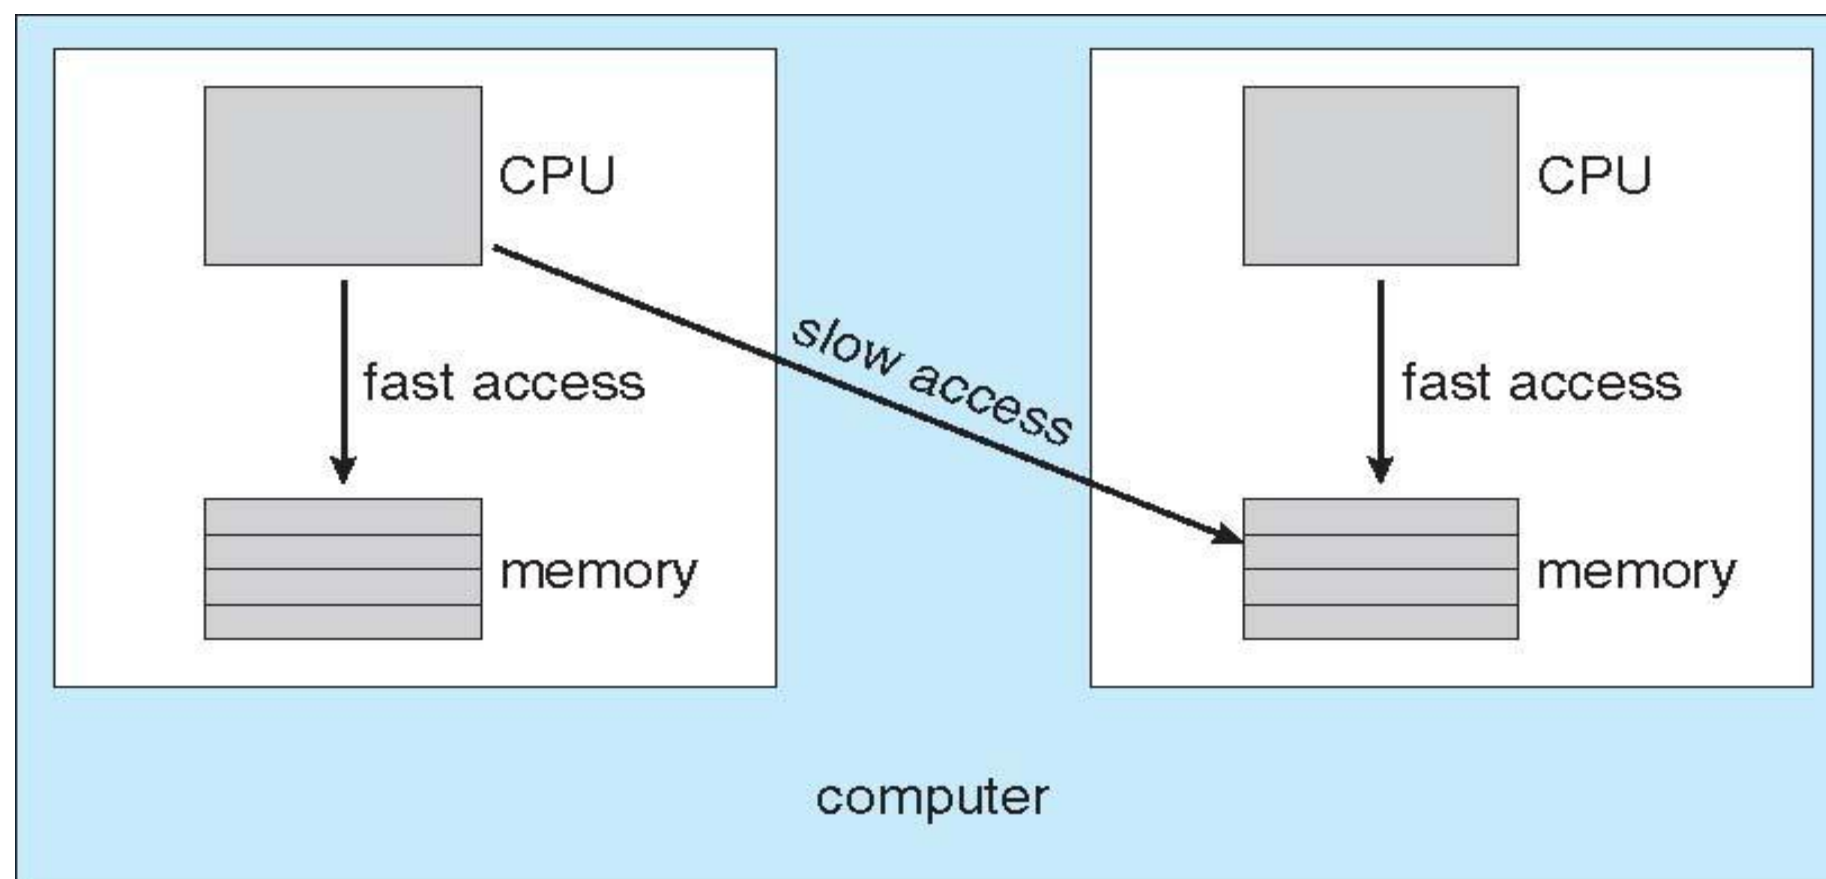 CPU
CPU
slow access
fast access
fast access
memory
memory
computer